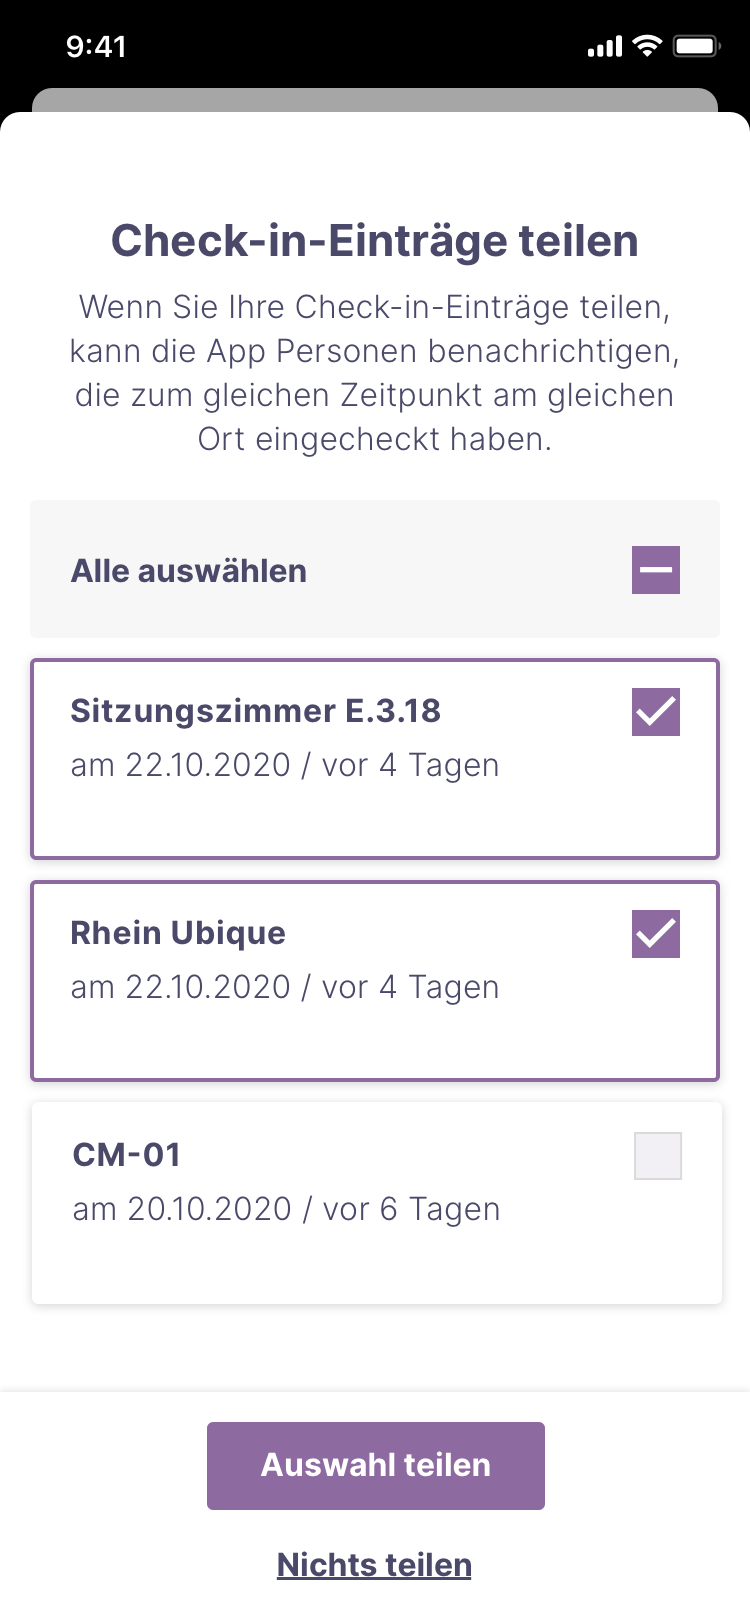 9:41
Check-in-Einträge teilen
Wenn Sie Ihre Check-in-Einträge teilen,
kann die App Personen benachrichtigen,
die zum gleichen Zeitpunkt am gleichen
Ort eingecheckt haben.
Alle auswählen
Sitzungszimmer E.3.18
am 22.10.2020 / vor 4 Tagen
Rhein Ubique
am 22.10.2020 / vor 4 Tagen
CM-01
am 20.10.2020 / vor 6 Tagen
Auswahl teilen
Nichts teilen